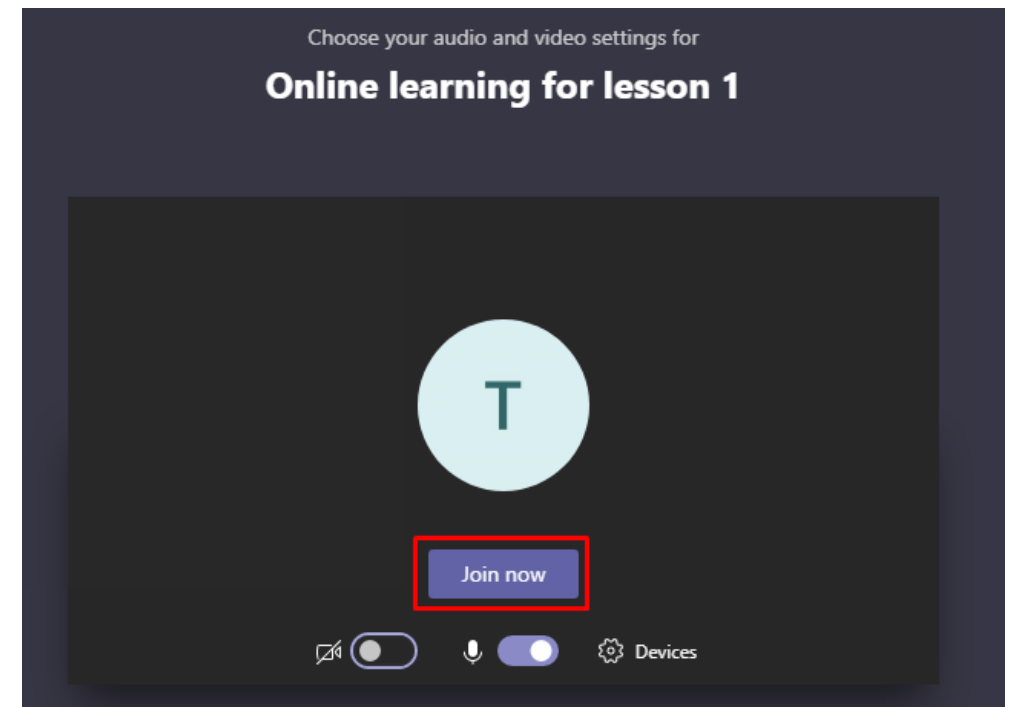 Choose your audio and video settings for
Online learning for lesson 1
T
Join now
Devices